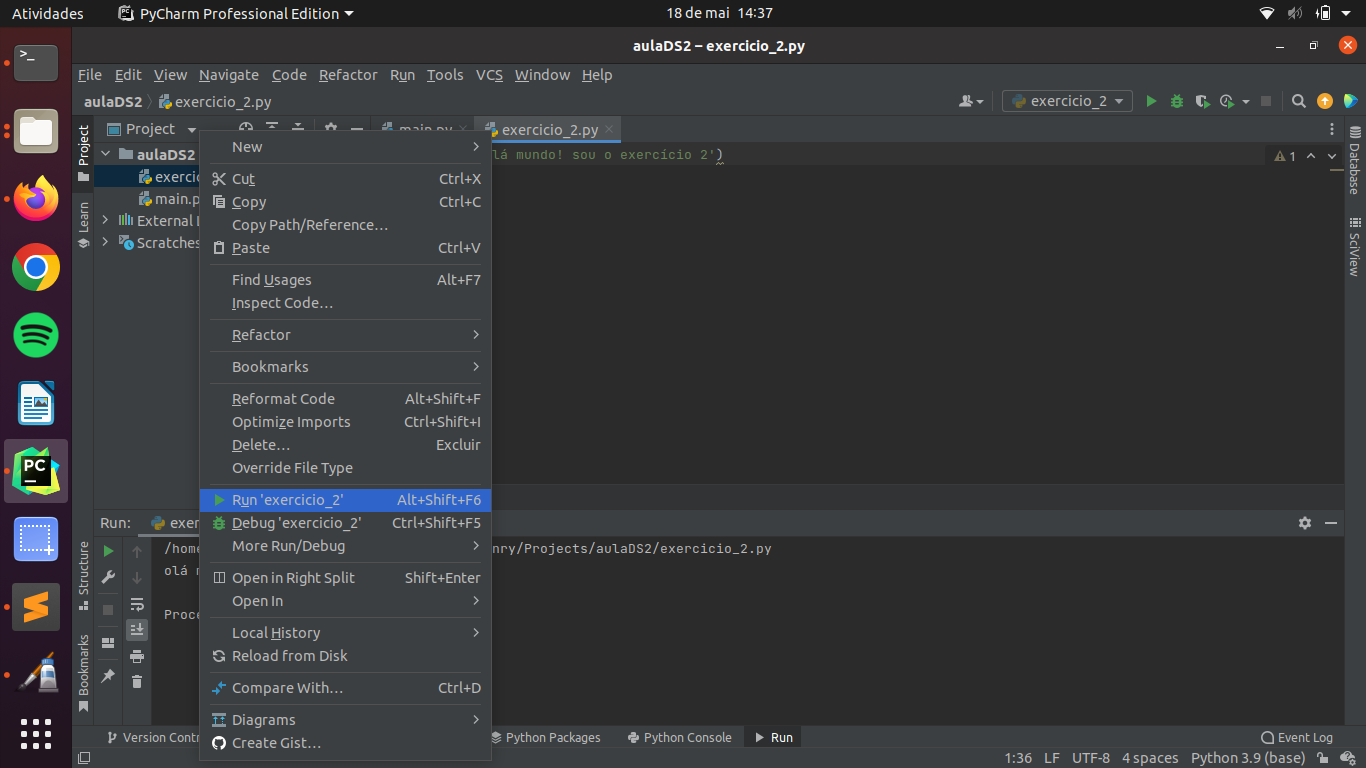 Atividades PyCharm Professional Edition 18 de mai 14:37
aulaDS2 – exercicio_2.py
File Edit View Navigate Code Refactor Run Tools VCS Window Help
aulaDS2 exercicio_2.py exercicio_2
Project Project main.py exercicio_2.py
aulaDS2
New
lá mundo! sou o exercicio 2')
1
Cut Ctrl+X
Copy Ctrl+C
Copy Path/Reference…
Paste Ctrl+V
Find Usages Alt+F7
Inspect Code…
Refactor
Bookmarks
Reformat Code Alt+Shift+F
Optimize Imports Ctrl+Shift+I
Delete… Excluir
Override File Type
Run 'exercicio_2' Alt+Shift+F6
Debug 'exercicio_2' Ctrl+Shift+F5
More Run/Debug
Open in Right Split Shift+Enter
Open In
Local History
Reload from Disk
Compare With… Ctrl+D
Diagrams
Create Gist…
exercic
main.p
External L
Scratches
Learn
Structure
Bookmarks
Database
SciView
Run: exer
/home nry/Projects/aulaDS2/exercicio_2.py
olá m
Proce
Version Contr Python Packages Python Console Run Event Log
1:36 LF UTF-8 4 spaces Python 3.9 (base)
PC